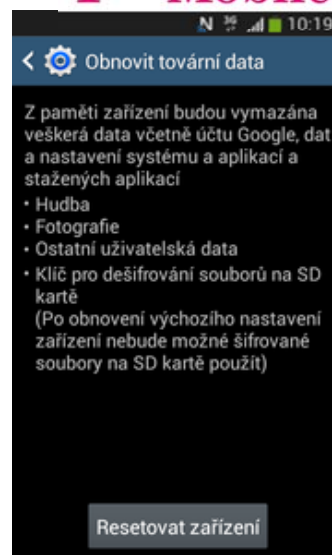 10:19
Obnovit tovární data
Z paměti zařízení budou vymazána
veškerá data včetně účtu Google, dat
a nastavení systému a aplikací a
stažených aplikací
• Hudba
• Fotografie
• Ostatní uživatelská data
• Klíč pro dešifrování souborů na SD
kartě
(Po obnovení výchozího nastavení
zařízení nebude možné šifrované
soubory na SD kartě použít)
Resetovat zařízení